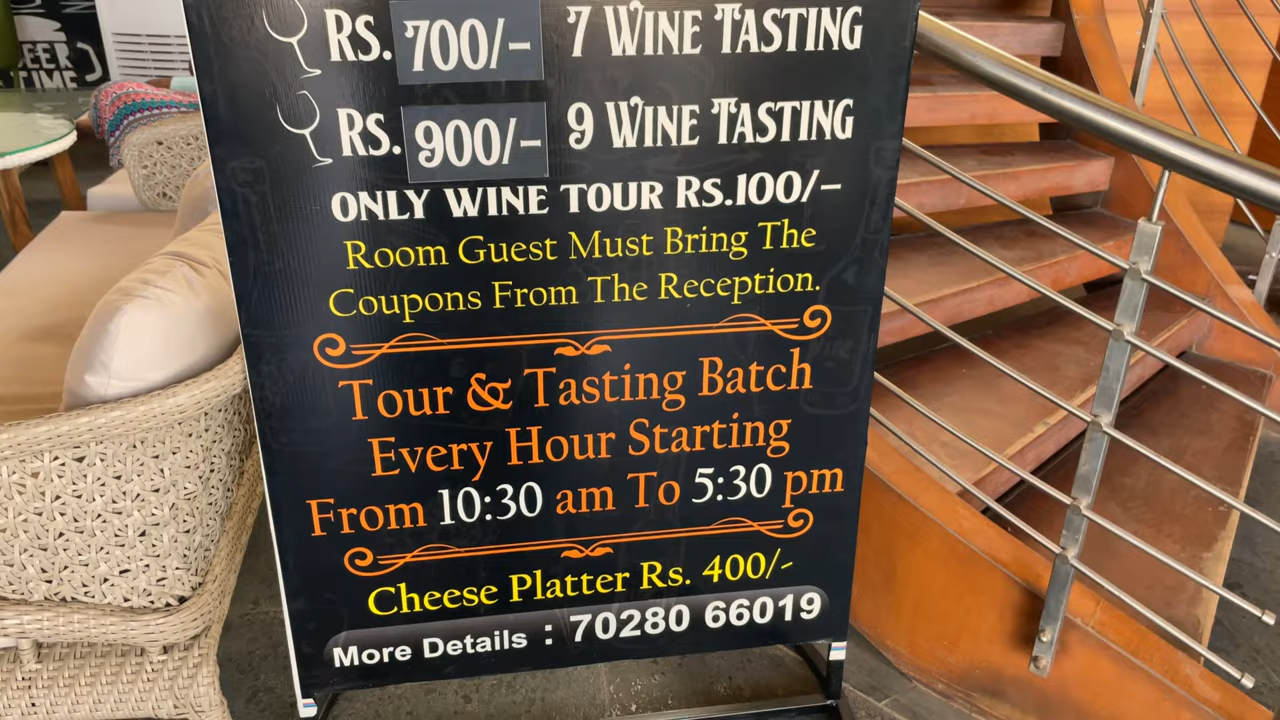 BEER
TIME
RS. 700/- 7 WINE TASTING
RS. 900/- 9 WINE TASTING
ONLY WINE TOUR RS.100/-
Room Guest Must Bring The
Coupons From The Reception.
Tour & Tasting Batch
Every Hour Starting
From 10:30 am To 5:30 pm
Cheese Platter Rs. 400/-
More Details : 70280 66019